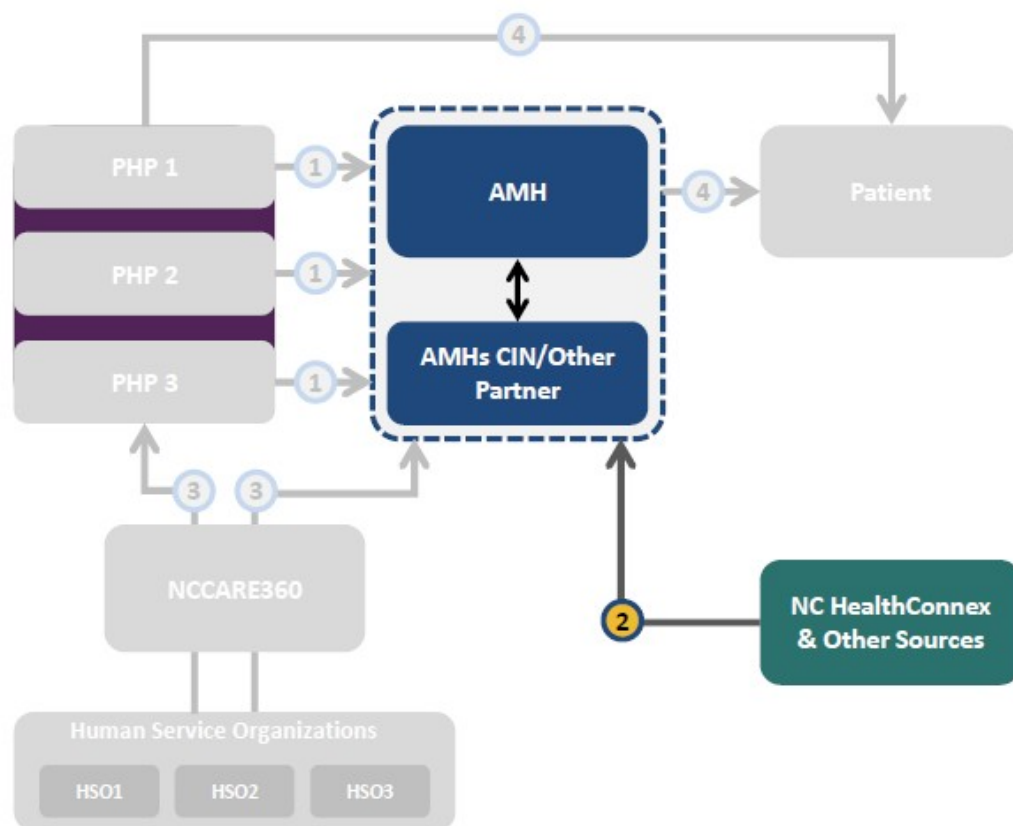 4
PHP 1
1
AMH
4
Patient
PHP 2
1
PHP 3
1
AMHs CIN/Other
Partner
3
3
NCCARE360
2
NC HealthConnex
& Other Sources
Human Service Organizations
HSO1
HSO2
HSO3